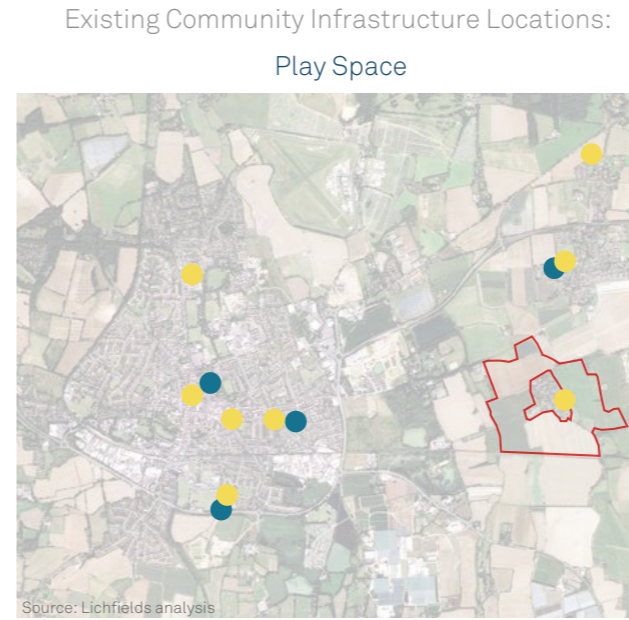 Existing Community Infrastructure Locations:
Play Space
Source: Lichfields analysis